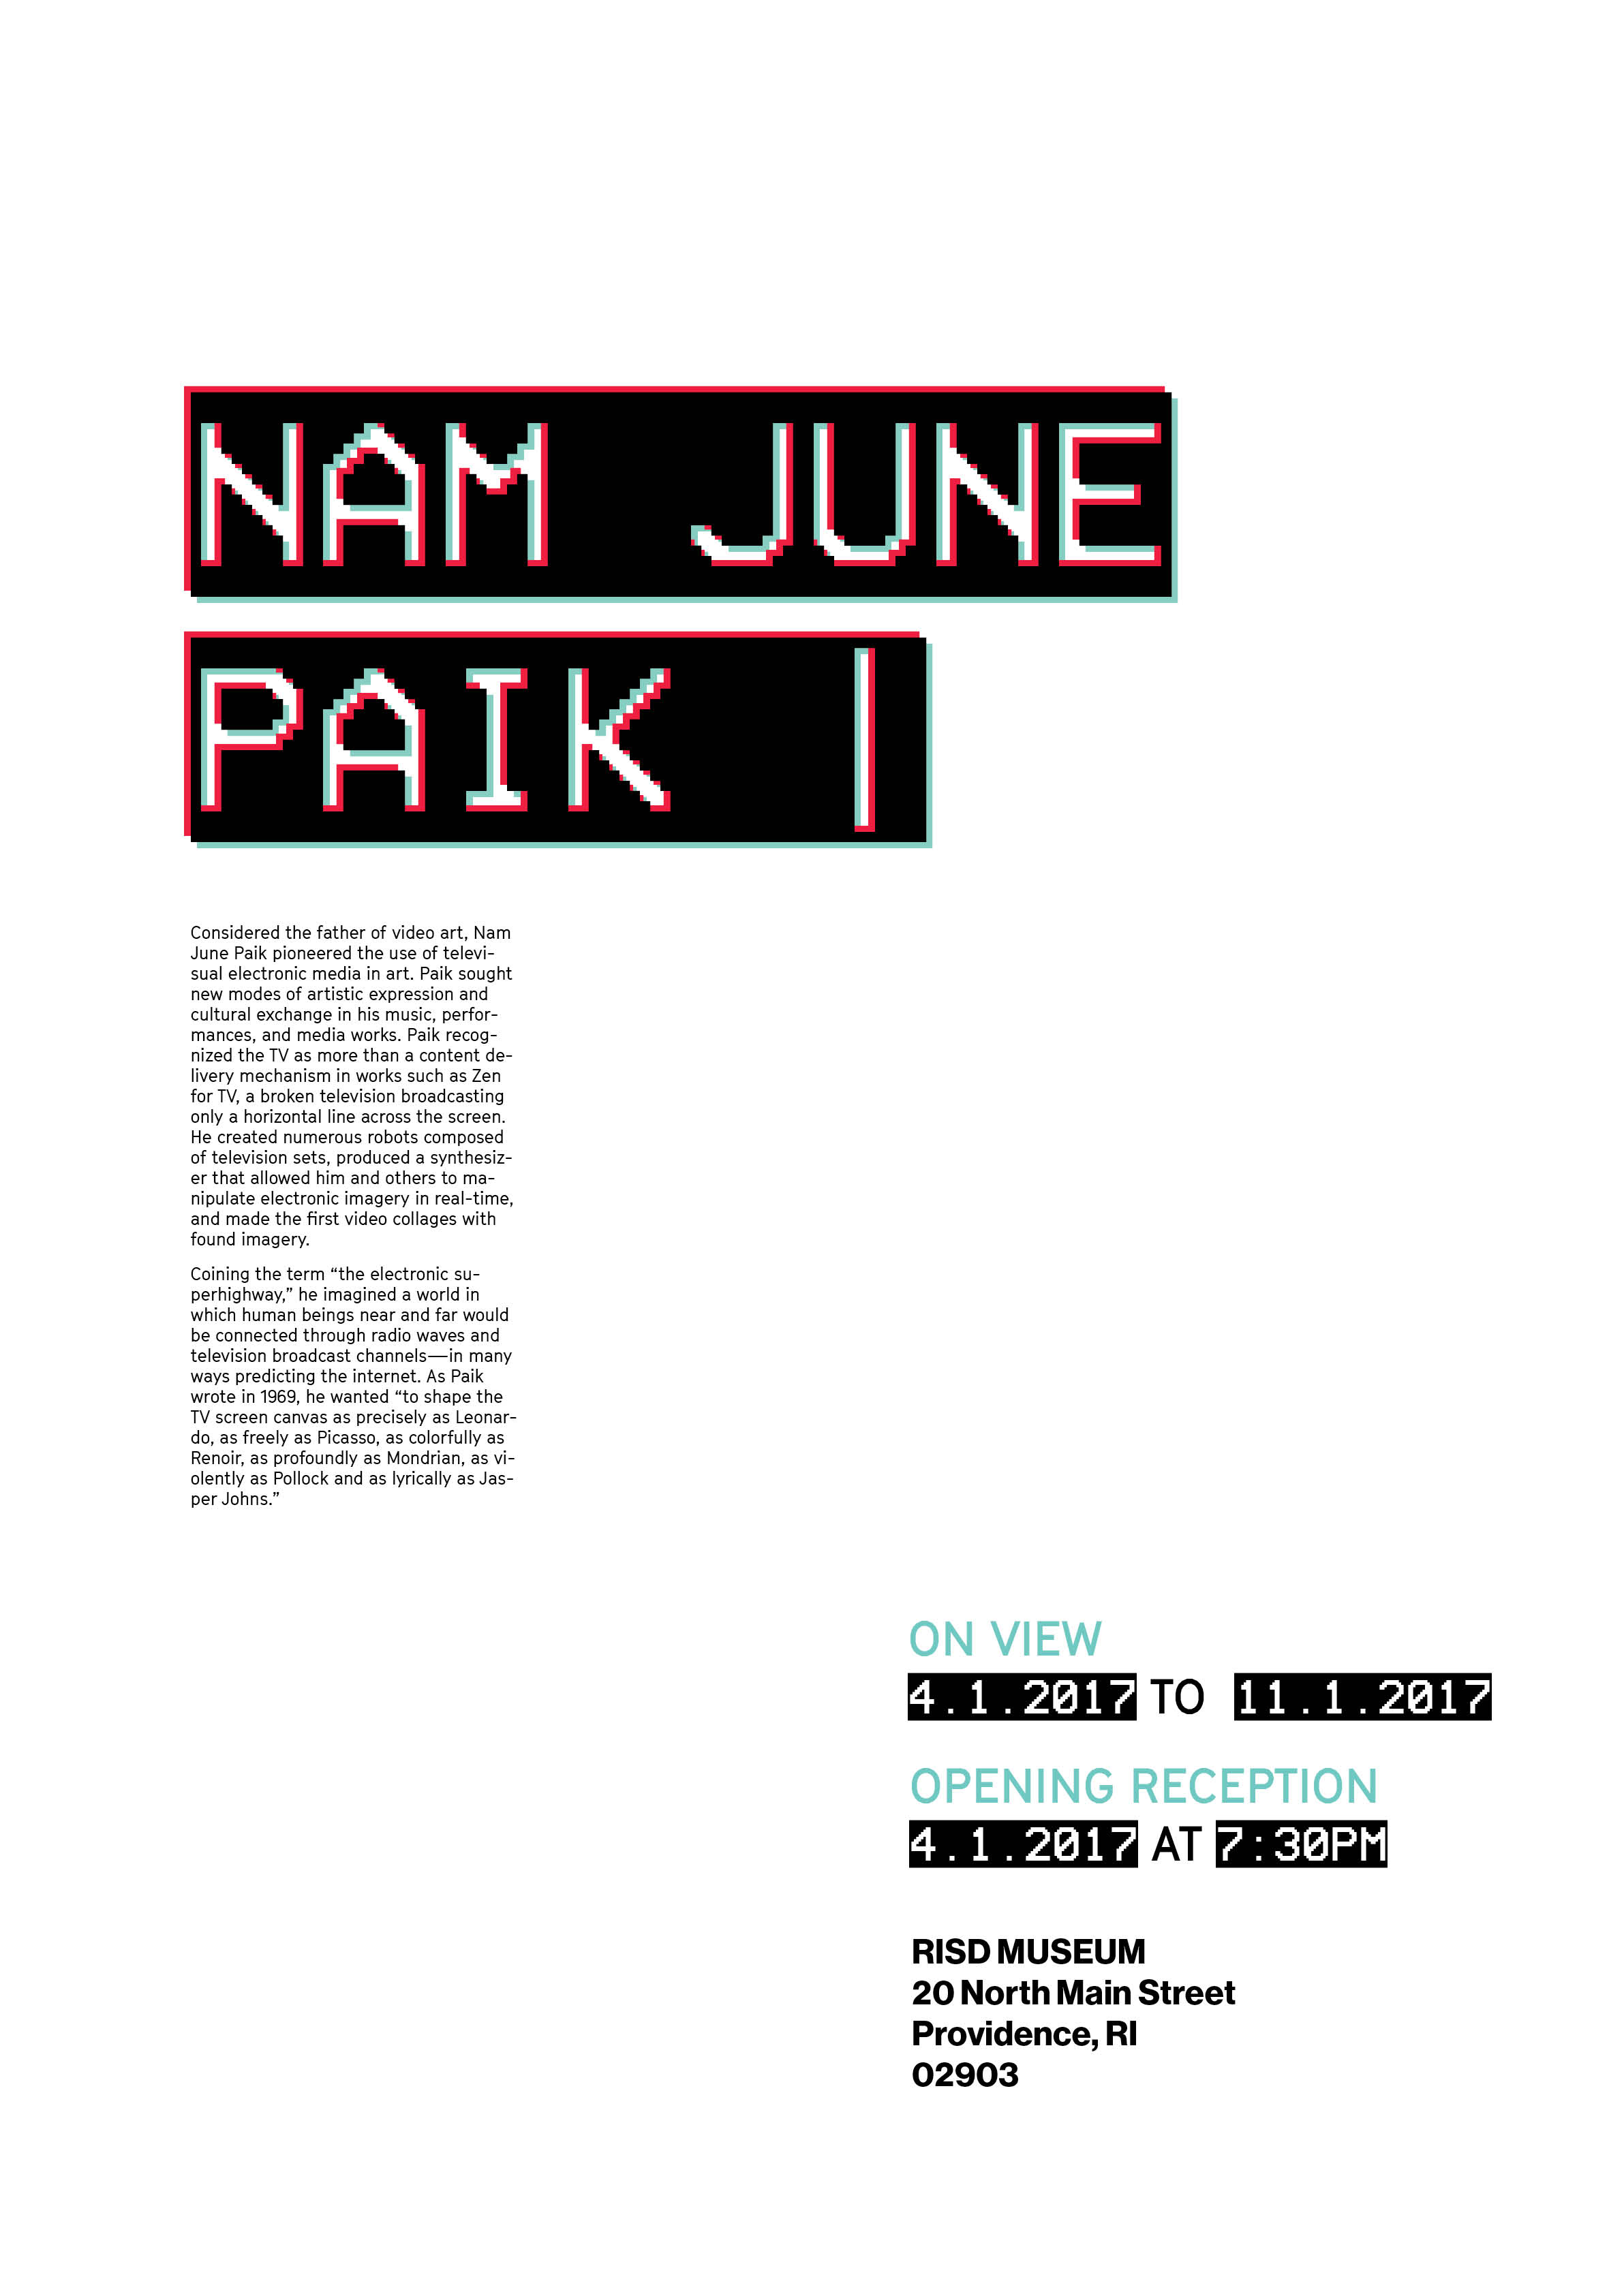 NAM JUNE
PAIK |
Considered the father of video art, Nam
June Paik pioneered the use of televi-
sual electronic media in art. Paik sought
new modes of artistic expression and
cultural exchange in his music, perfor-
mances, and media works. Paik recog-
nized the TV as more than a content de-
livery mechanism in works such as Zen
for TV, a broken television broadcasting
only a horizontal line across the screen.
He created numerous robots composed
of television sets, produced a synthesiz-
er that allowed him and others to ma-
nipulate electronic imagery in real-time,
and made the first video collages with
found imagery.
Coining the term “the electronic su-
perhighway,” he imagined a world in
which human beings near and far would
be connected through radio waves and
television broadcast channels—in many
ways predicting the internet. As Paik
wrote in 1969, he wanted “to shape the
TV screen canvas as precisely as Leonar-
do, as freely as Picasso, as colorfully as
Renoir, as profoundly as Mondrian, as vi-
olently as Pollock and as lyrically as Jas-
per Johns.”
ON VIEW
4.1.2017 TO 11.1.2017
OPENING RECEPTION
4.1.2017 AT 7:30PM
RISD MUSEUM
20 North Main Street
Providence, RI
02903